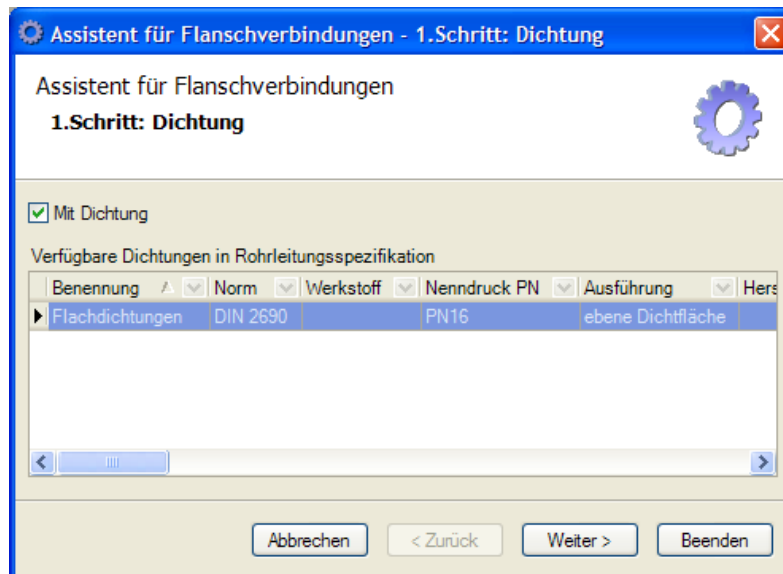 Assistent für Flanschverbindungen - 1.Schritt: Dichtung
Assistent für Flanschverbindungen
1.Schritt: Dichtung
Mit Dichtung
Verfügbare Dichtungen in Rohrleitungsspezifikation
Benennung Norm Werkstoff Nenndruck PN Ausführung Hers
Flachdichtungen DIN 2690 PN16 ebene Dichtfläche
Abbrechen < Zurück Weiter > Beenden